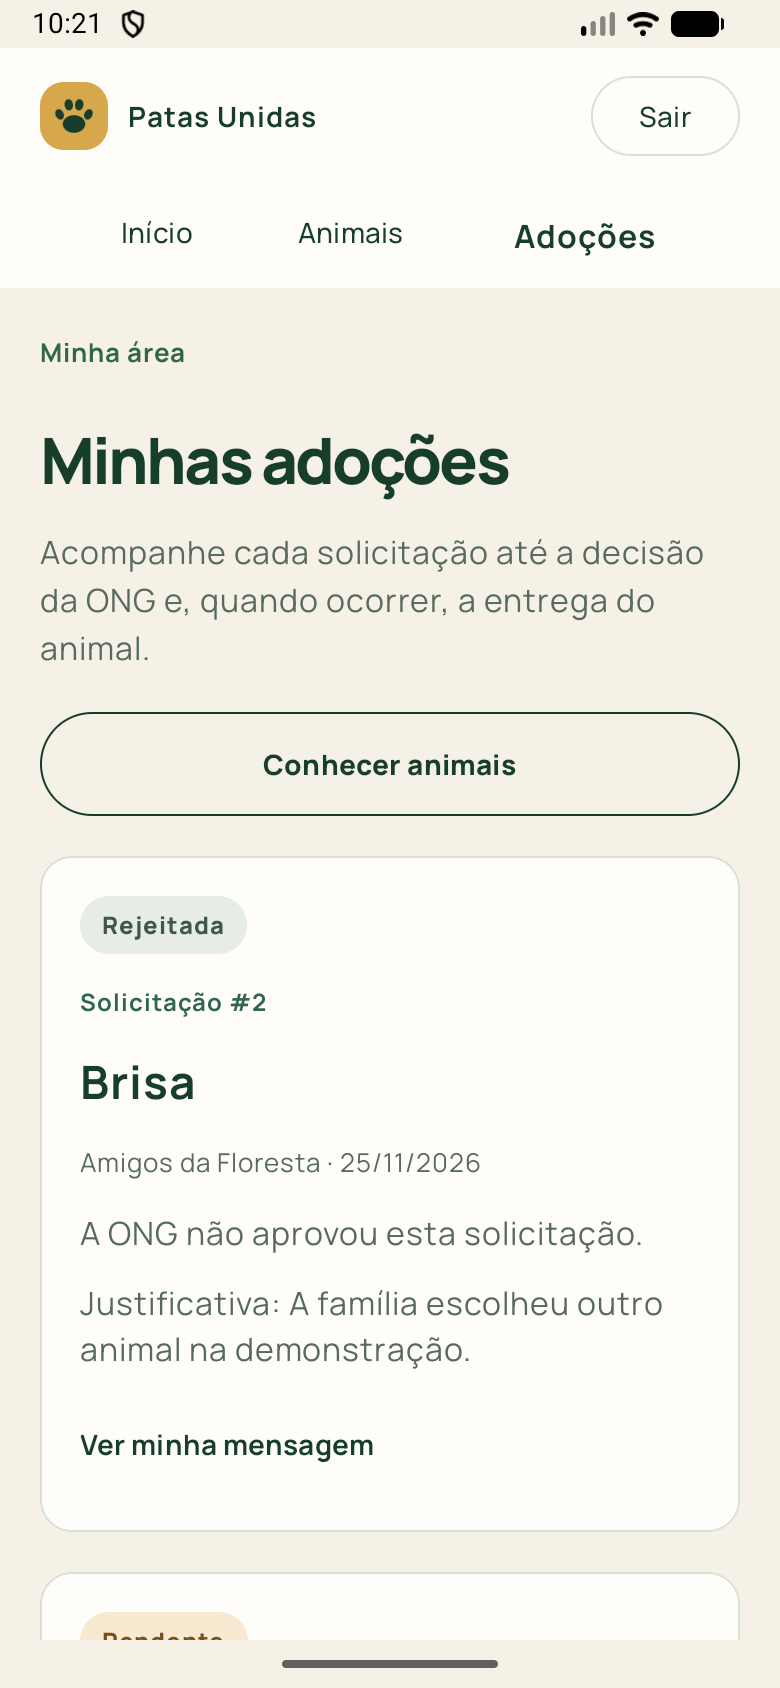 10:21
Patas Unidas
Sair
Início
Animais
Adoções
Minha área
Minhas adoções
Acompanhe cada solicitação até a decisão
da ONG e, quando ocorrer, a entrega do
animal.
Conhecer animais
Rejeitada
Solicitação #2
Brisa
Amigos da Floresta · 25/11/2026
A ONG não aprovou esta solicitação.
Justificativa: A família escolheu outro
animal na demonstração.
Ver minha mensagem
Pendente